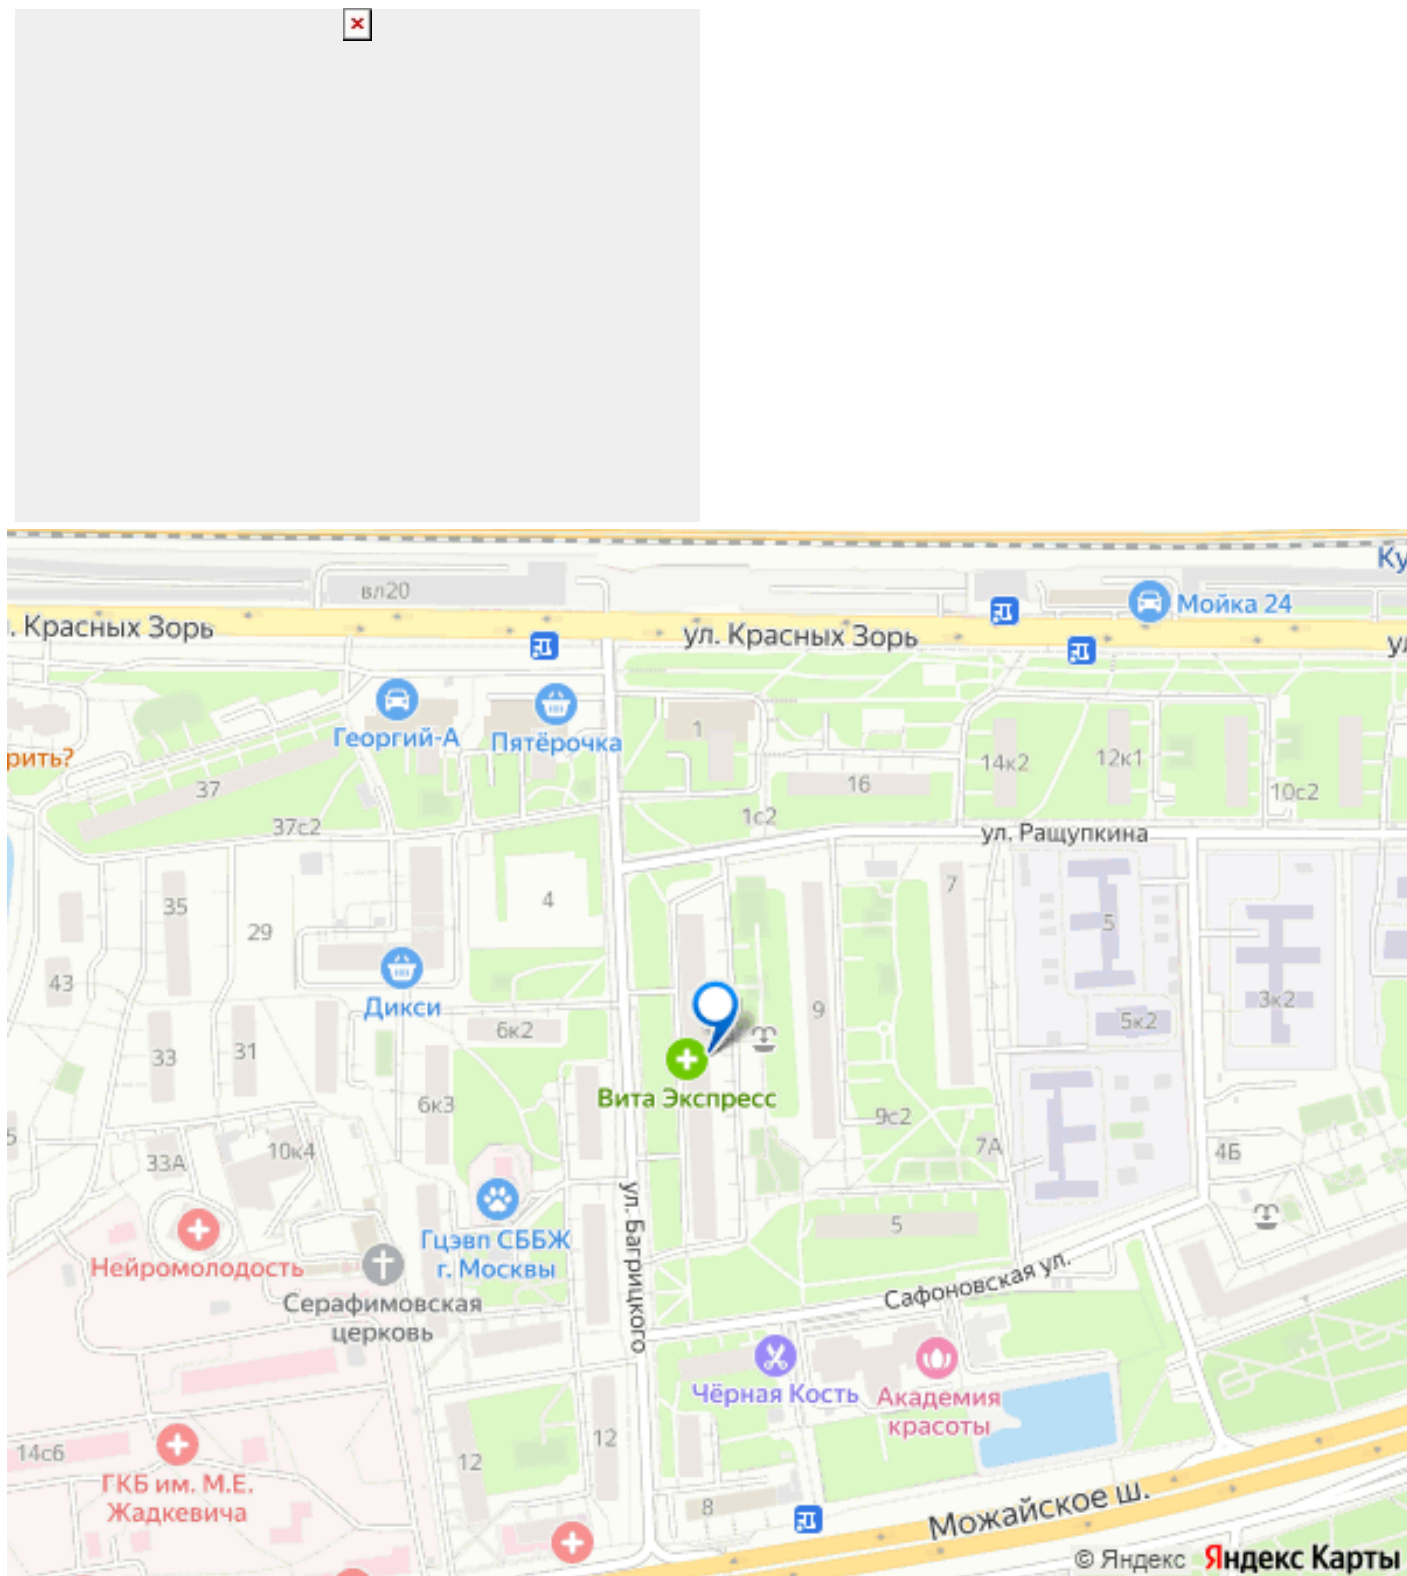 Ку
вл20
Мойка 24
. Красных Зорь
ул. Красных Зорь
ул
Георгий-А
Пятёрочка
1
рить?
14к2
12к1
37
16
10с2
37с2
1с2
ул. Ращупкина
35
4
7
29
5
43
Дикси
9
3к2
6к2
5к2
33
31
Вита Экспресс
6к3
9с2
5
33А
10к4
7А
4Б
ул. Багрицкого
5
Гцэвп СББЖ
г. Москвы
Нейромолодость
Сафоновская ул.
Серафимовская
церковь
Чёрная Кость
Академия
красоты
14с6
12
12
ГКБ им. М.Е.
Жадкевича
8
Можайское ш.
© Яндекс Яндекс Карты